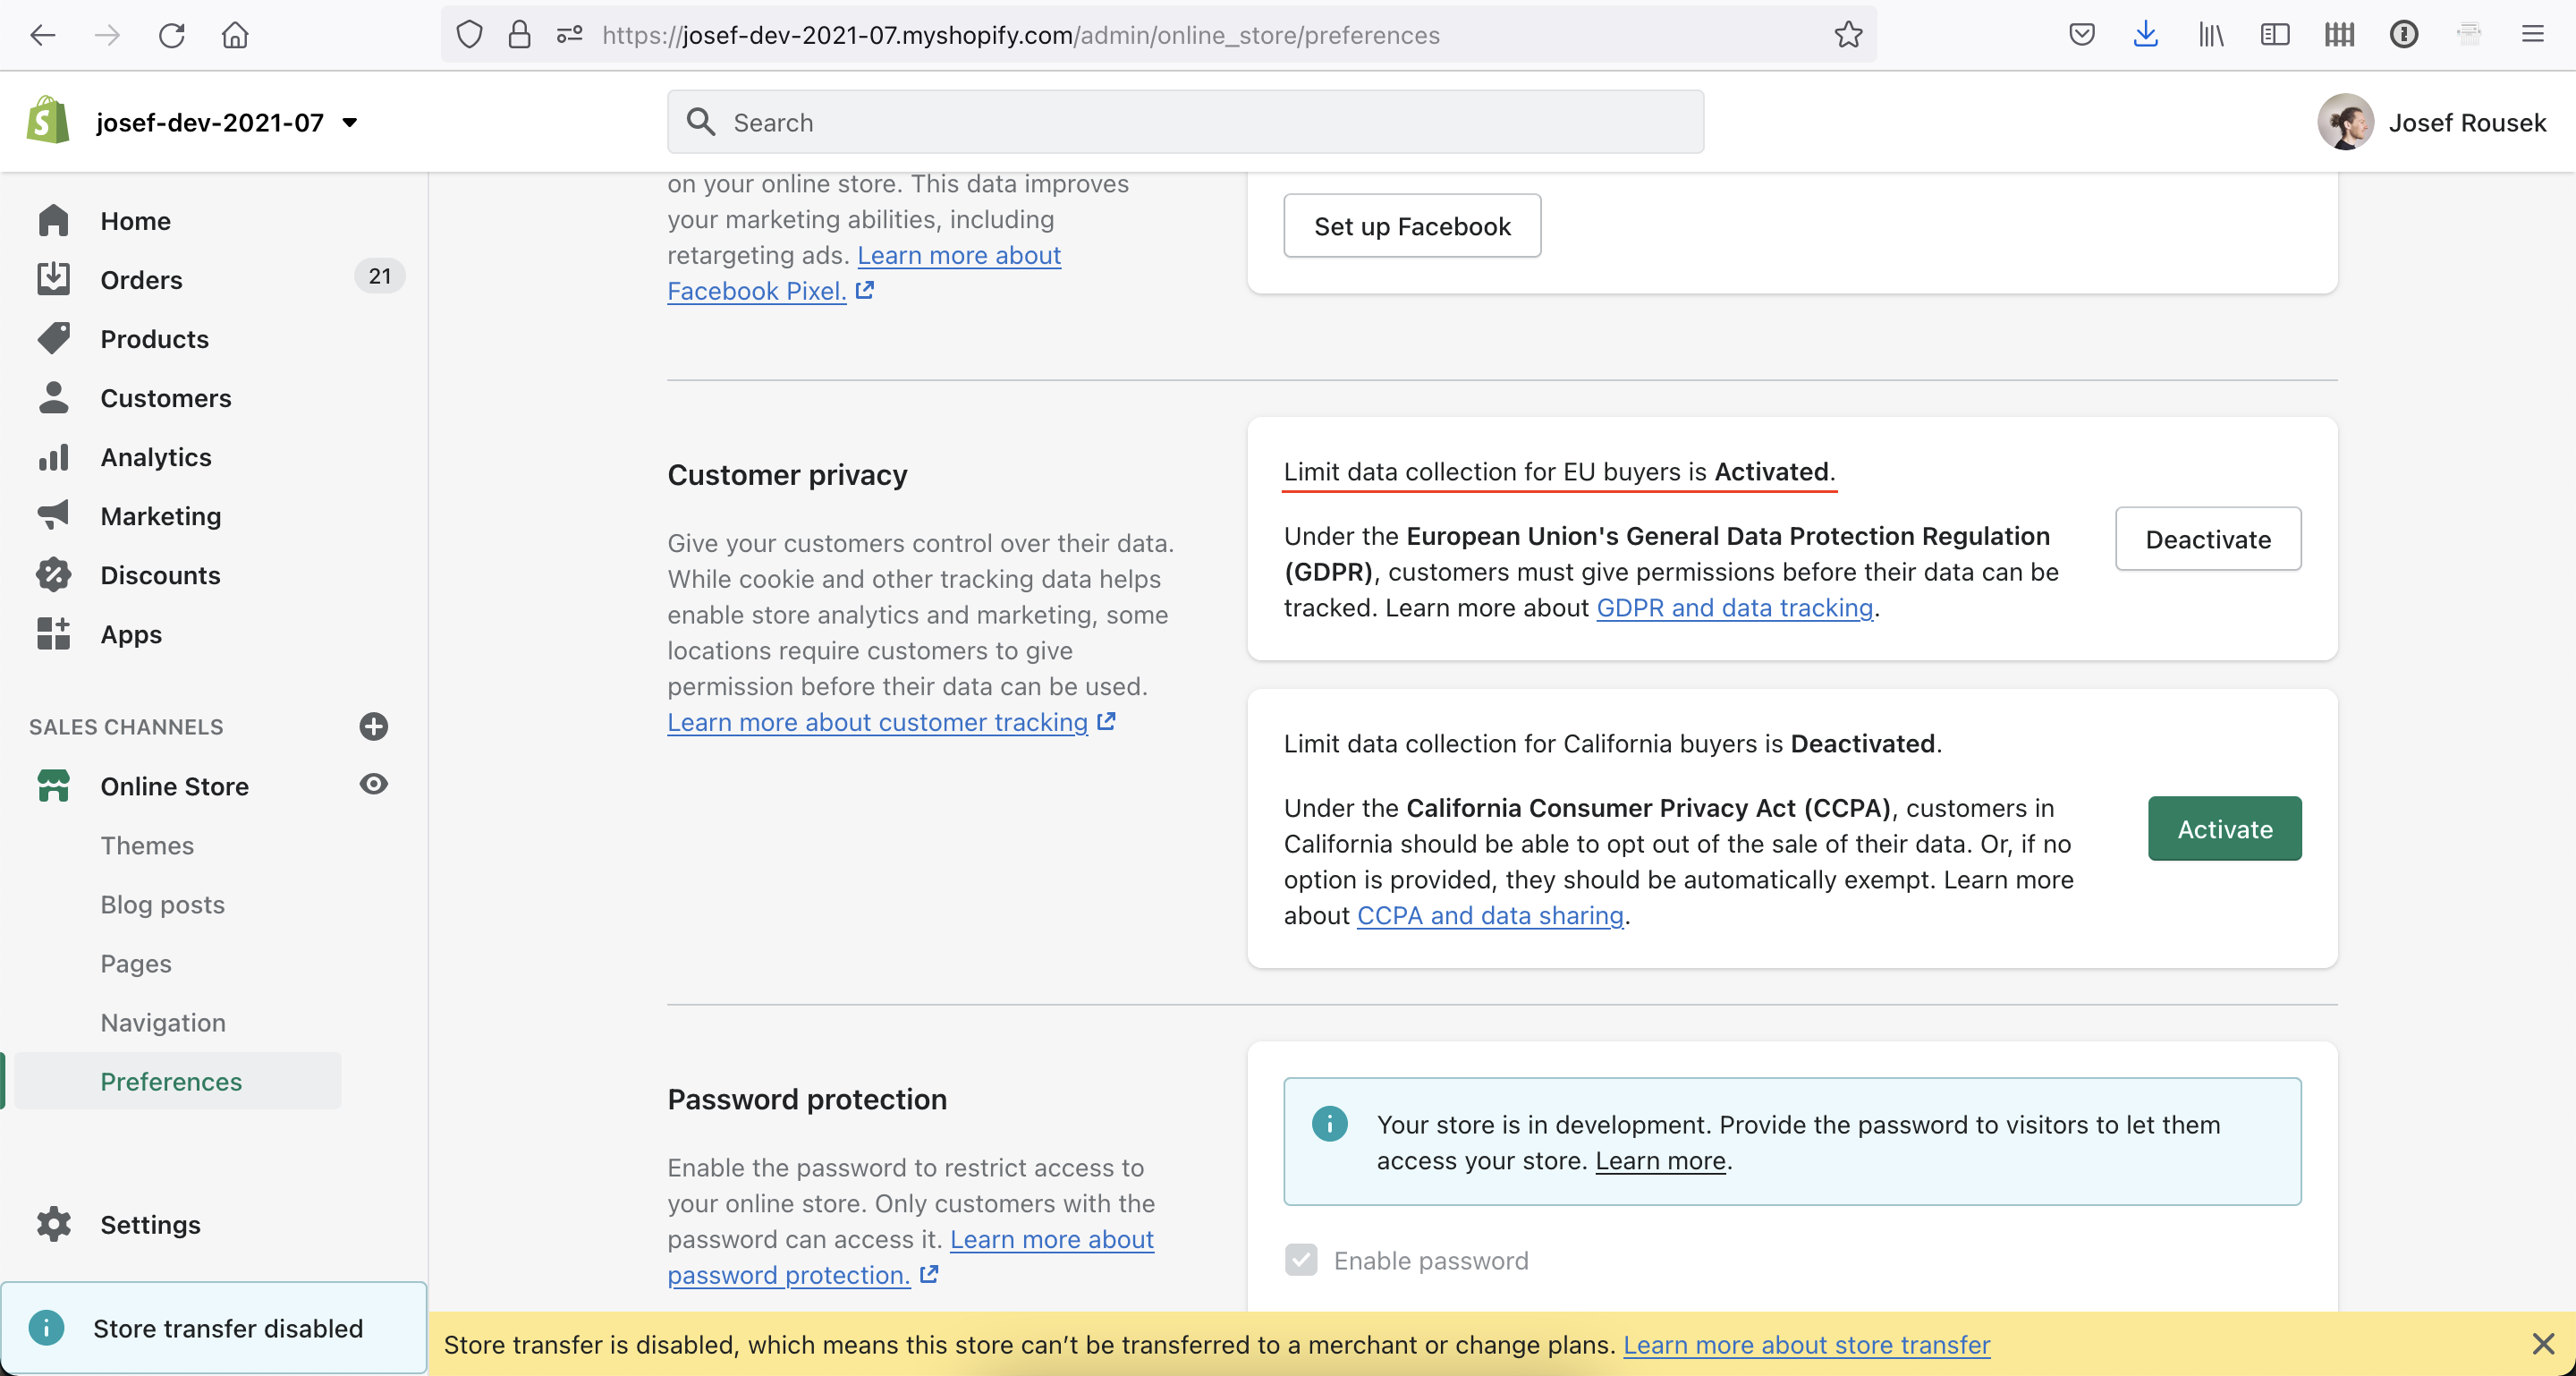 https://josef-dev-2021-07.myshopify.com/admin/online_store/preferences
josef-dev-2021-07
Search
Josef Rousek
Home
Orders
21
Products
Customers
Analytics
Marketing
Discounts
Apps
SALES CHANNELS
Online Store
Themes
Blog posts
Pages
Navigation
Preferences
Settings
Store transfer disabled
on your online store. This data improves
your marketing abilities, including
retargeting ads. Learn more about
Facebook Pixel.
Set up Facebook
Customer privacy
Give your customers control over their data.
While cookie and other tracking data helps
enable store analytics and marketing, some
locations require customers to give
permission before their data can be used.
Learn more about customer tracking
Limit data collection for EU buyers is Activated.
Under the European Union's General Data Protection Regulation
(GDPR), customers must give permissions before their data can be
tracked. Learn more about GDPR and data tracking.
Deactivate
Limit data collection for California buyers is Deactivated.
Under the California Consumer Privacy Act (CCPA), customers in
California should be able to opt out of the sale of their data. Or, if no
option is provided, they should be automatically exempt. Learn more
about CCPA and data sharing.
Activate
Password protection
Enable the password to restrict access to
your online store. Only customers with the
password can access it. Learn more about
password protection.
Your store is in development. Provide the password to visitors to let them
access your store. Learn more.
Enable password
Store transfer is disabled, which means this store can’t be transferred to a merchant or change plans. Learn more about store transfer